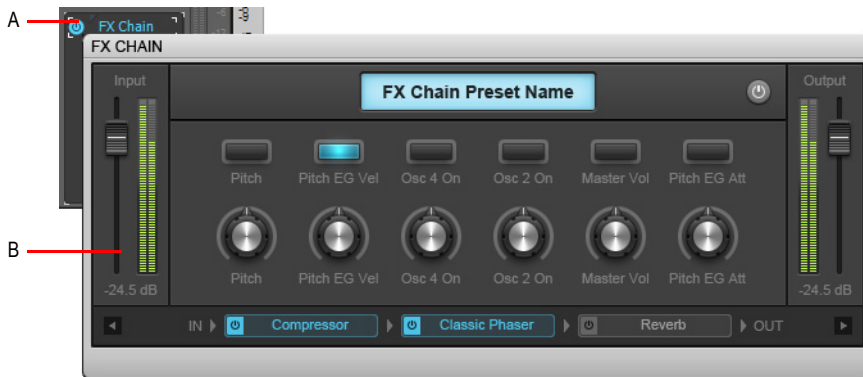 A
FX Chain
-9
FX CHAIN
Input
FX Chain Preset Name
Output
Pitch Pitch EG Vel Osc 4 On Osc 2 On Master Vol Pitch EG Att
Pitch Pitch EG Vel Osc 4 On Osc 2 On Master Vol Pitch EG Att
B
-24.5 dB
-24.5 dB
IN Compressor Classic Phaser Reverb OUT